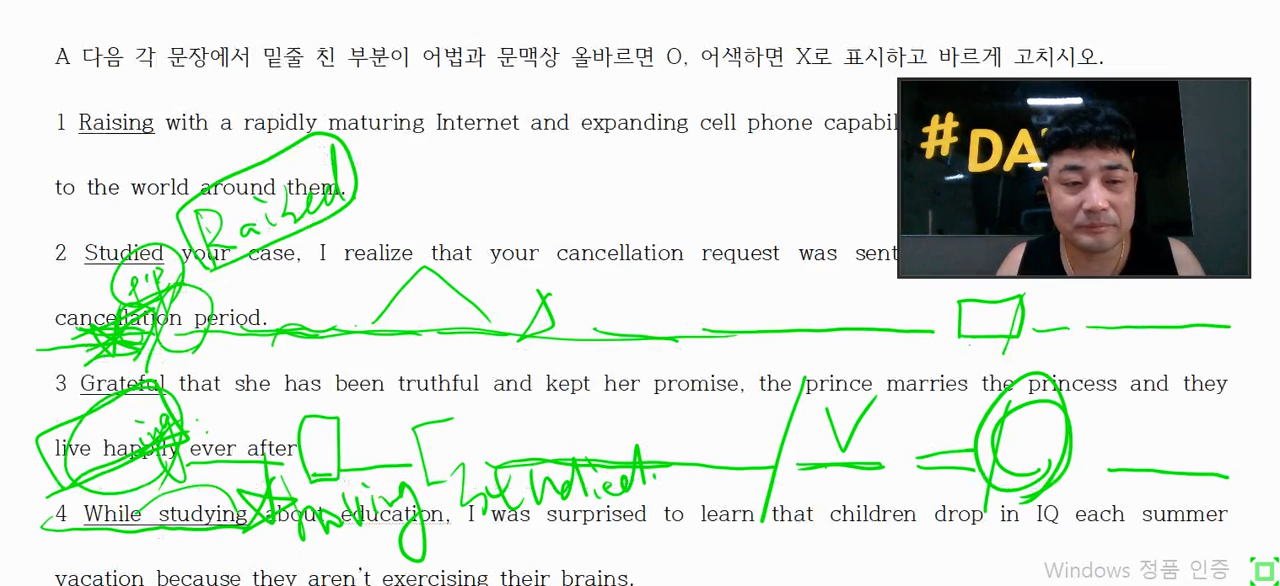 A 다음 각 문장에서 밑줄 친 부분이 어법과 문맥상 올바르면 O, 어색하면 X로 표시하고 바르게 고치시오.
1 Raising with a rapidly maturing Internet and expanding cell phone
# DA
to the world around them.
Raised
2 Studied your case, I realize that your cancellation request was sent
P.P
cancellation period.
3 Grateful that she has been truthful and kept her promise, the prince marries the princess and they
ing
live happily ever after
4 While studying about education, I was surprised to learn that children drop in IQ each summer
vacation because they aren't exercising their brains.
Windows 정품 인증